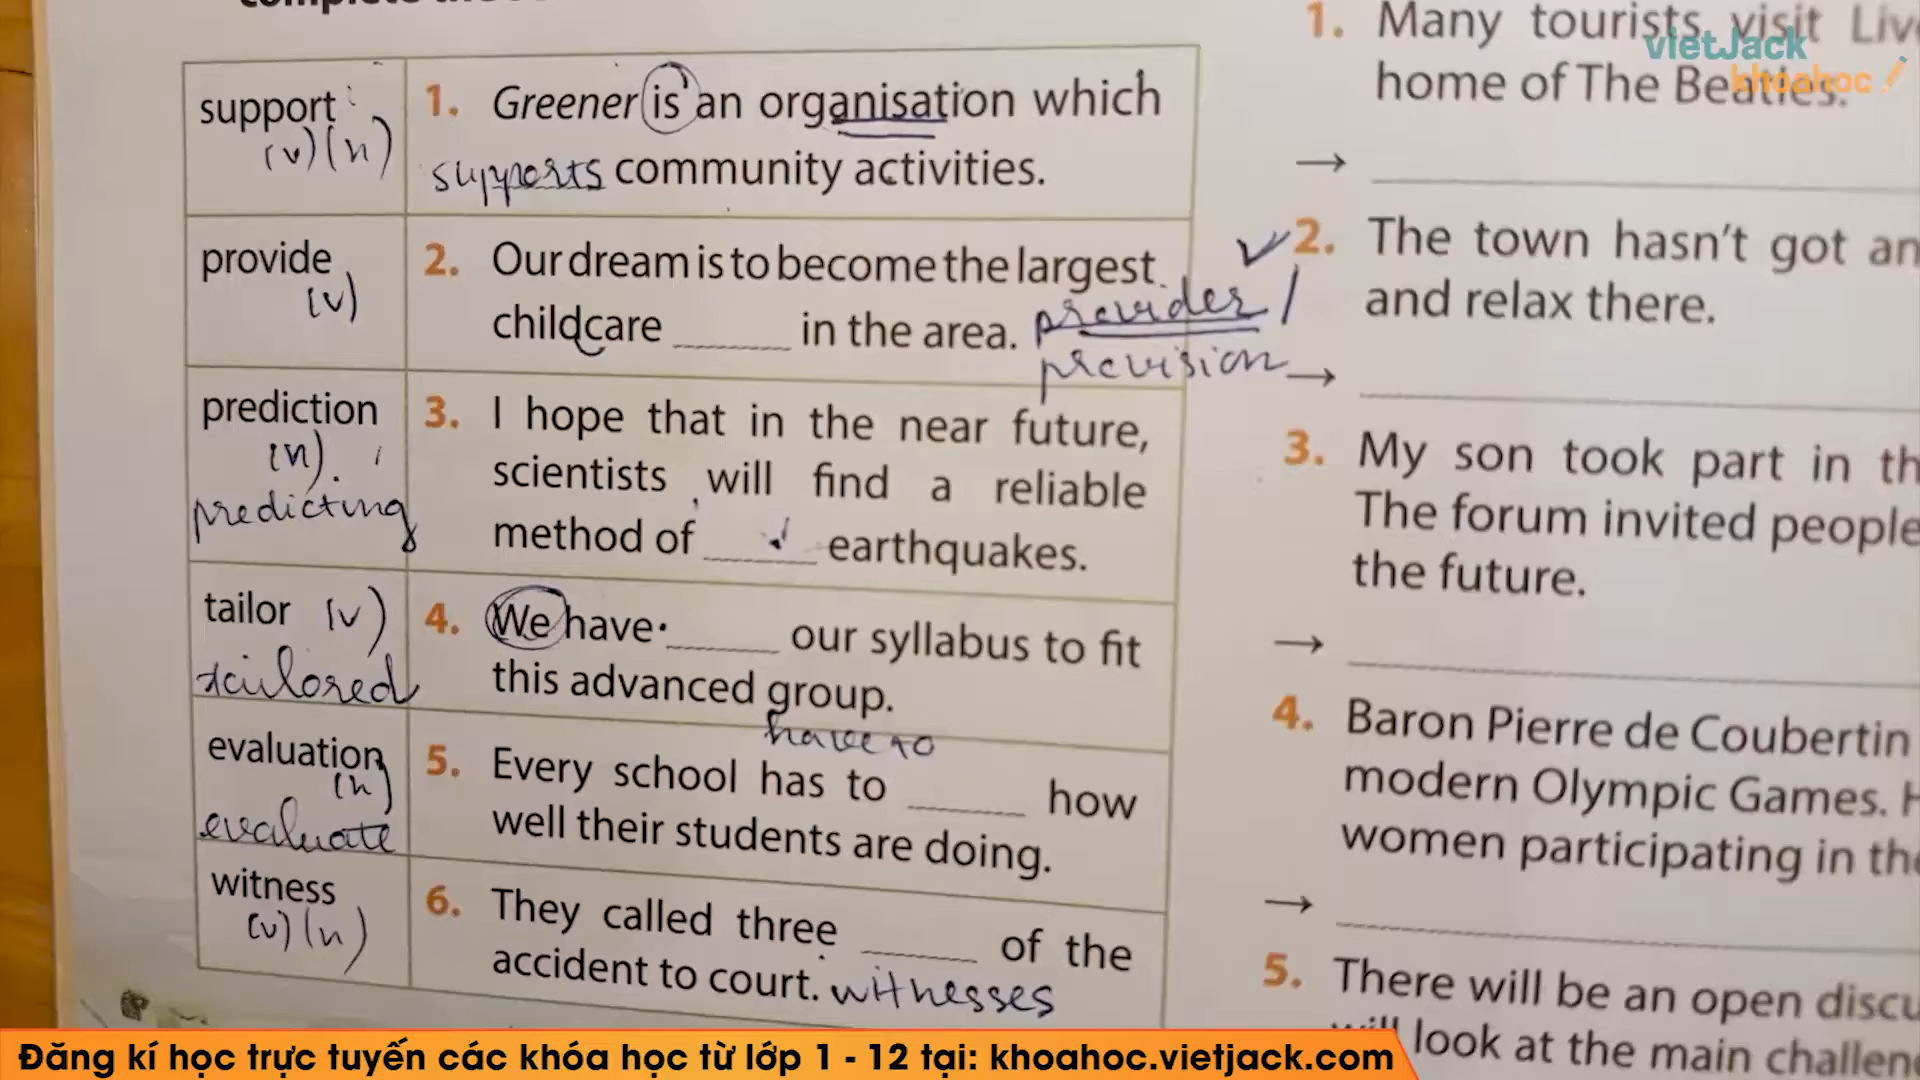 support
(v) (n)
1. Greener is an organisation which
supports community activities.
provide
(v)
2. Our dream is to become the largest
childcare ______ in the area. provider /
provision
prediction
(n)
predicting
3. I hope that in the near future,
scientists will find a reliable
method of ______ earthquakes.
tailor (v)
tailored
4. We have ______ our syllabus to fit
this advanced group.
have to
evaluation
(n)
evaluate
5. Every school has to ______ how
well their students are doing.
witness
(v) (n)
6. They called three ______ of the
accident to court. witnesses
1. Many tourists visit Liv
home of The Beatles.
→
2. The town hasn't got an
and relax there.
→
3. My son took part in th
The forum invited people
the future.
→
4. Baron Pierre de Coubertin
modern Olympic Games. H
women participating in the
→
5. There will be an open discu
will look at the main challen
vietJack
khóahọc
Đăng kí học trực tuyến các khóa học từ lớp 1 - 12 tại: khoahoc.vietjack.com